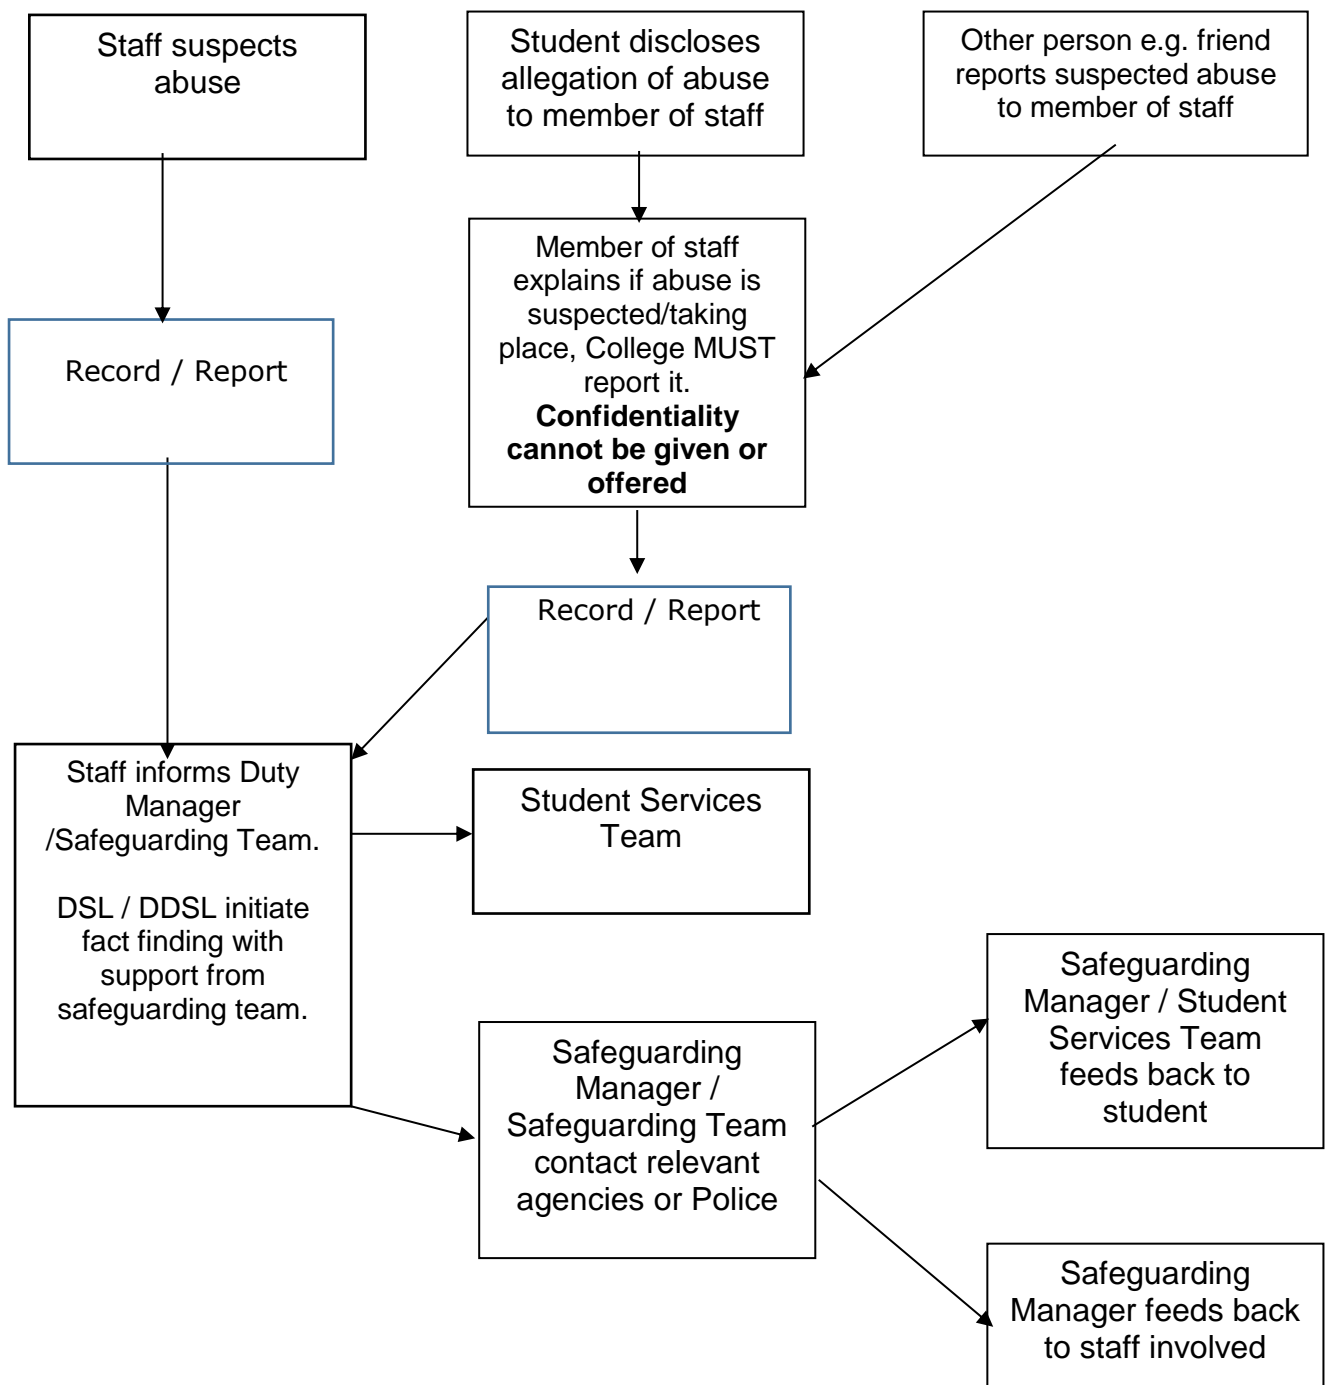 Staff suspects
abuse
Student discloses
allegation of abuse
to member of staff
Other person e.g. friend
reports suspected abuse
to member of staff
Member of staff
explains if abuse is
suspected/taking
place, College MUST
report it.
Confidentiality
cannot be given or
offered
Record / Report
Record / Report
Staff informs Duty
Manager
/Safeguarding Team.
DSL / DDSL initiate
fact finding with
support from
safeguarding team.
Student Services
Team
Safeguarding
Manager /
Safeguarding Team
contact relevant
agencies or Police
Safeguarding
Manager / Student
Services Team
feeds back to
student
Safeguarding
Manager feeds back
to staff involved